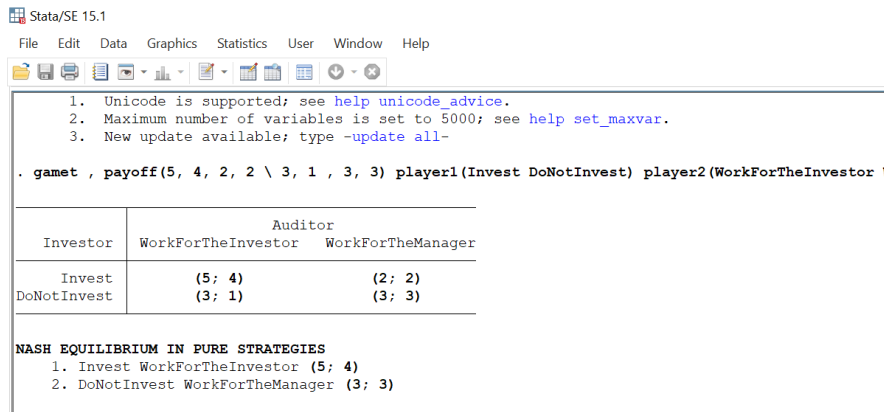 Stata/SE 15.1
File Edit Data Graphics Statistics User Window Help
1. Unicode is supported; see help unicode_advice.
2. Maximum number of variables is set to 5000; see help set_maxvar.
3. New update available; type -update all-
. gamet , payoff(5, 4, 2, 2 \ 3, 1 , 3, 3) player1(Invest DoNotInvest) player2(WorkForTheInvestor
Auditor
Investor WorkForTheInvestor WorkForTheManager
Invest (5; 4) (2; 2)
DoNotInvest (3; 1) (3; 3)
NASH EQUILIBRIUM IN PURE STRATEGIES
1. Invest WorkForTheInvestor (5; 4)
2. DoNotInvest WorkForTheManager (3; 3)